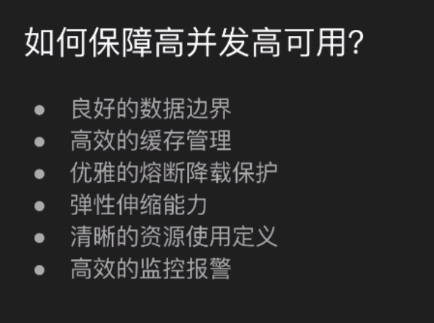 如何保障高并发高可用?
● 良好的数据边界
● 高效的缓存管理
● 优雅的熔断降载保护
● 弹性伸缩能力
● 清晰的资源使用定义
● 高效的监控报警